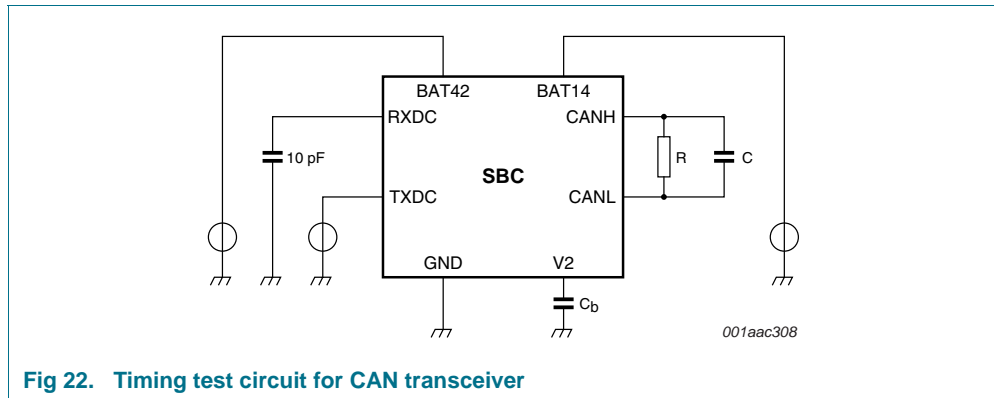 BAT42 BAT14
RXDC CANH
10 pF R C
SBC
TXDC CANL
GND V2
Cb
001aac308
Fig 22. Timing test circuit for CAN transceiver